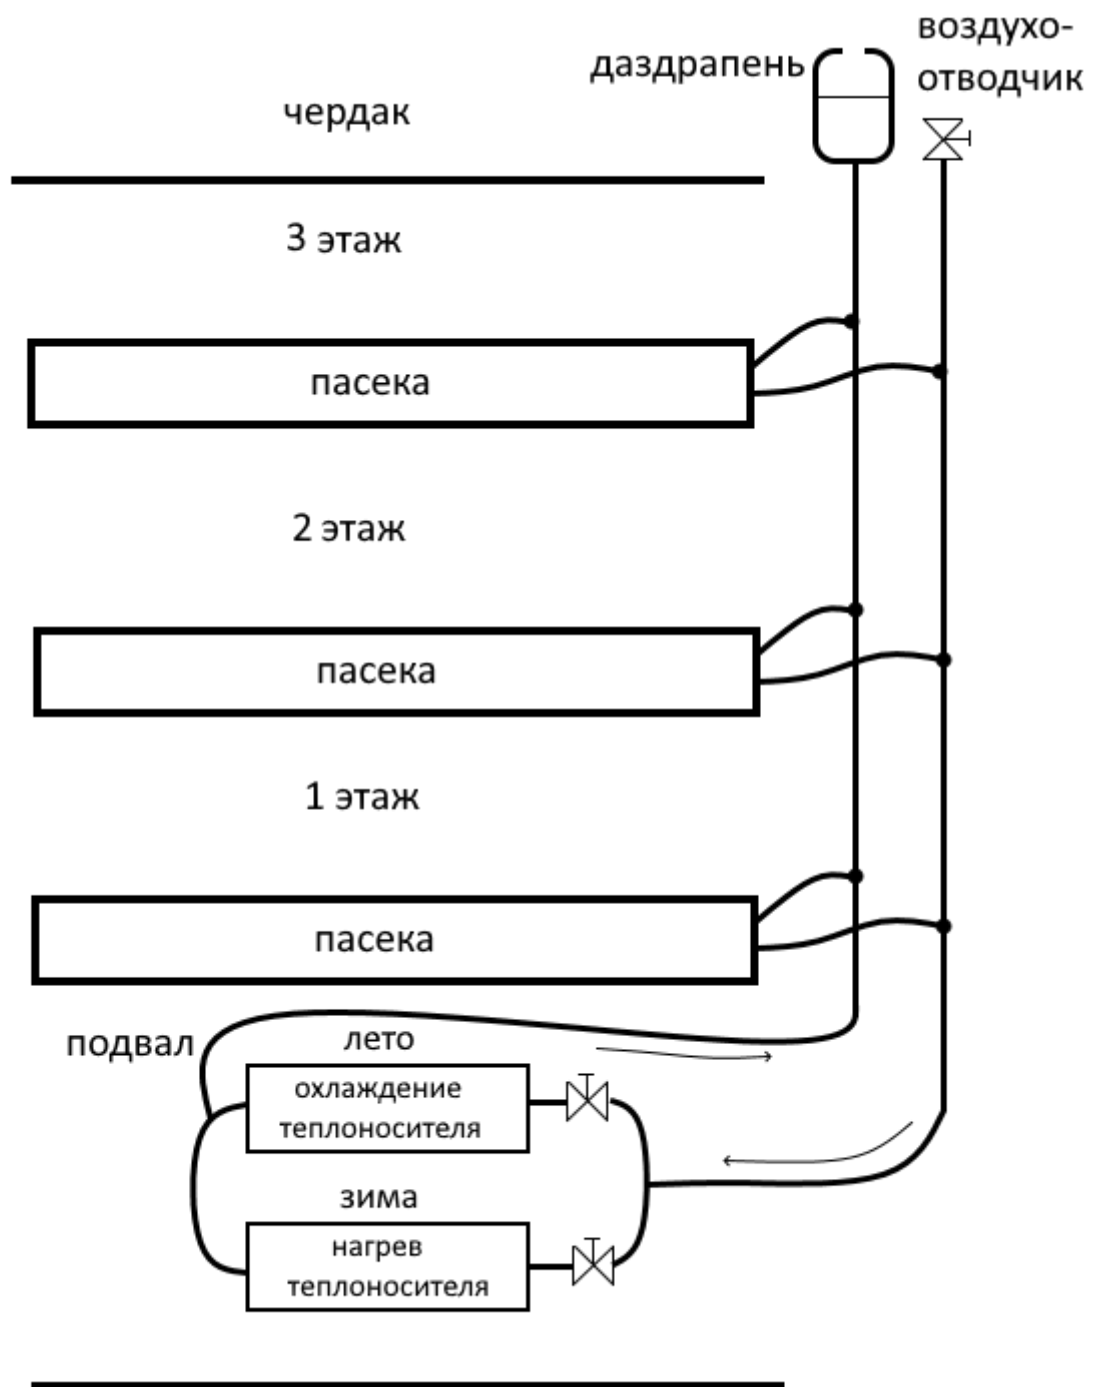 воздухо-
отводчик
даздрапень
чердак
3 этаж
пасека
2 этаж
пасека
1 этаж
пасека
подвал
лето
охлаждение
теплоносителя
зима
нагрев
теплоносителя